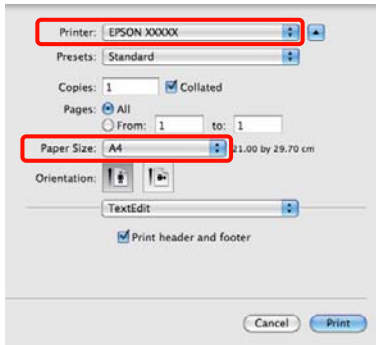 Printer: EPSON XXXXX
Presets: Standard
Copies: 1 Collated
Pages: All
From: 1 to: 1
Paper Size: A4 21.00 by 29.70 cm
Orientation:
TextEdit
Print header and footer
Cancel Print